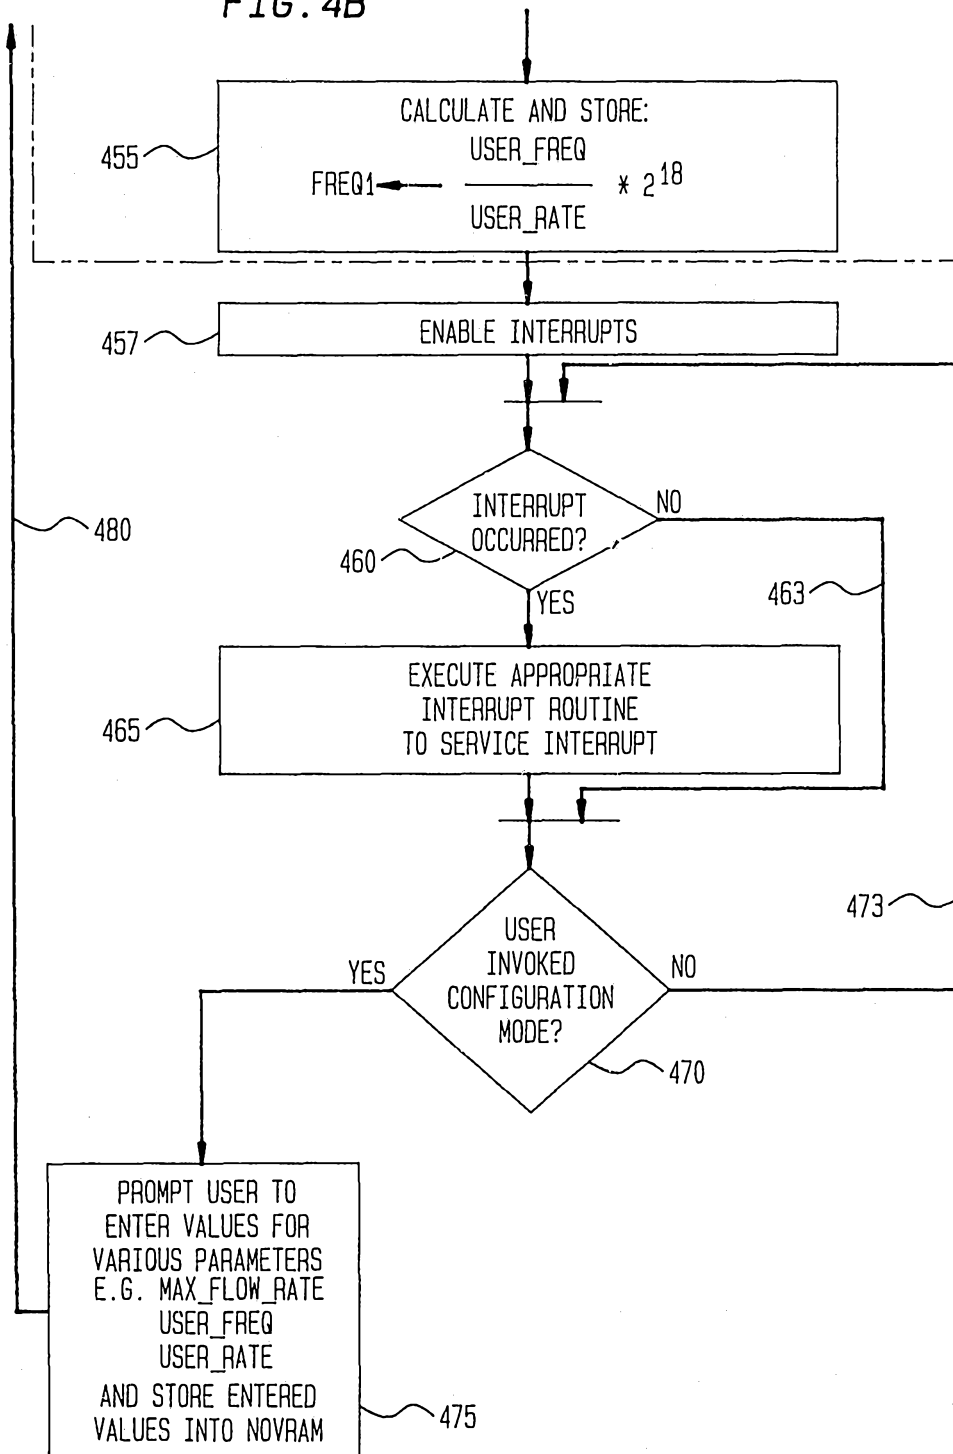 FIG. 4B
CALCULATE AND STORE:
USER_FREQ
455
FREQ1 * 2^18
USER_RATE
ENABLE INTERRUPTS
457
INTERRUPT
OCCURRED?
NO
480
460
463
YES
EXECUTE APPROPRIATE
INTERRUPT ROUTINE
TO SERVICE INTERRUPT
465
473
USER
INVOKED
CONFIGURATION
MODE?
YES
NO
470
PROMPT USER TO
ENTER VALUES FOR
VARIOUS PARAMETERS
E.G. MAX_FLOW_RATE
USER_FREQ
USER_RATE
AND STORE ENTERED
VALUES INTO NOVRAM
475